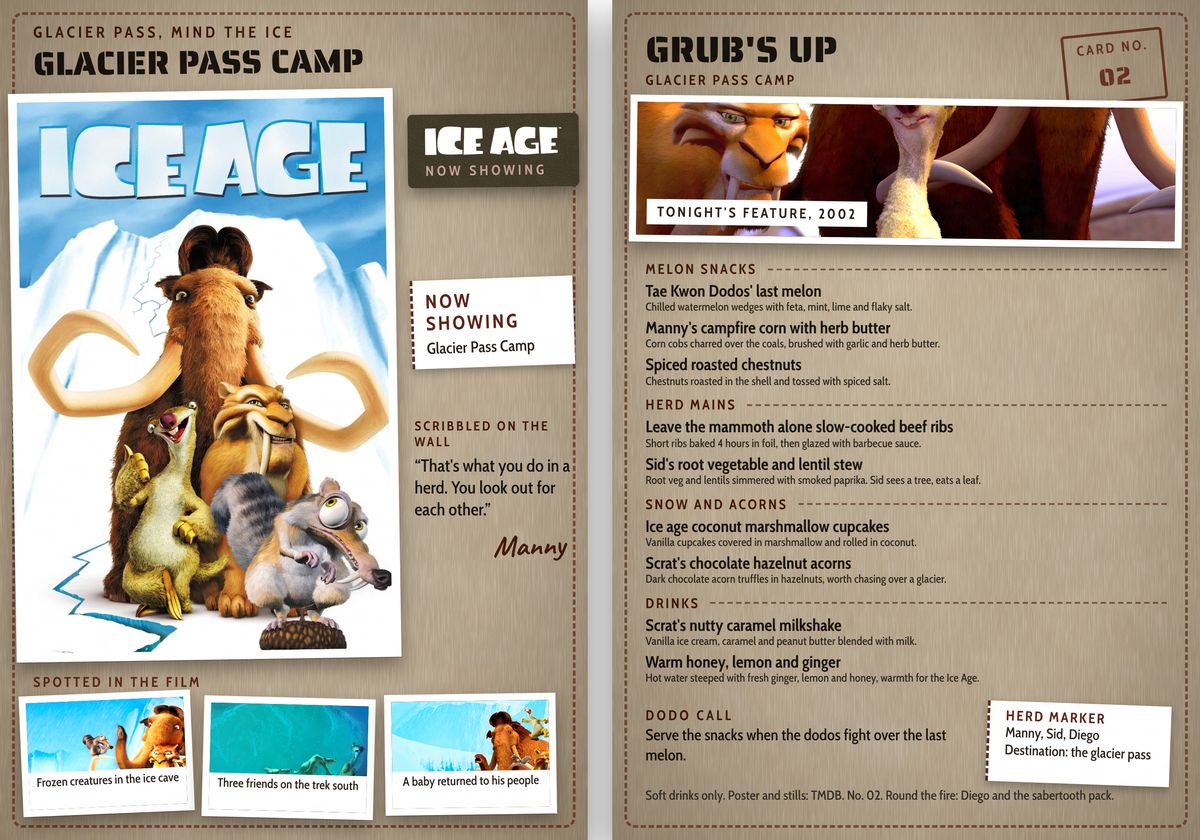 GLACIER PASS, MIND THE ICE
GLACIER PASS CAMP
ICE AGE
ICE AGE
NOW SHOWING
NOW
SHOWING
Glacier Pass Camp
SCRIBBLED ON THE
WALL
“That's what you do in a
herd. You look out for
each other.”
Manny
SPOTTED IN THE FILM
Frozen creatures in the ice cave
Three friends on the trek south
A baby returned to his people
GRUB'S UP
GLACIER PASS CAMP
CARD NO.
02
TONIGHT'S FEATURE, 2002
MELON SNACKS
Tae Kwon Dodos' last melon
Chilled watermelon wedges with feta, mint, lime and flaky salt.
Manny's campfire corn with herb butter
Corn cobs charred over the coals, brushed with garlic and herb butter.
Spiced roasted chestnuts
Chestnuts roasted in the shell and tossed with spiced salt.
HERD MAINS
Leave the mammoth alone slow-cooked beef ribs
Short ribs baked 4 hours in foil, then glazed with barbecue sauce.
Sid's root vegetable and lentil stew
Root veg and lentils simmered with smoked paprika. Sid sees a tree, eats a leaf.
SNOW AND ACORNS
Ice age coconut marshmallow cupcakes
Vanilla cupcakes covered in marshmallow and rolled in coconut.
Scrat's chocolate hazelnut acorns
Dark chocolate acorn truffles in hazelnuts, worth chasing over a glacier.
DRINKS
Scrat's nutty caramel milkshake
Vanilla ice cream, caramel and peanut butter blended with milk.
Warm honey, lemon and ginger
Hot water steeped with fresh ginger, lemon and honey, warmth for the Ice Age.
DODO CALL
Serve the snacks when the dodos fight over the last
melon.
HERD MARKER
Manny, Sid, Diego
Destination: the glacier pass
Soft drinks only. Poster and stills: TMDB. No. 02. Round the fire: Diego and the sabertooth pack.